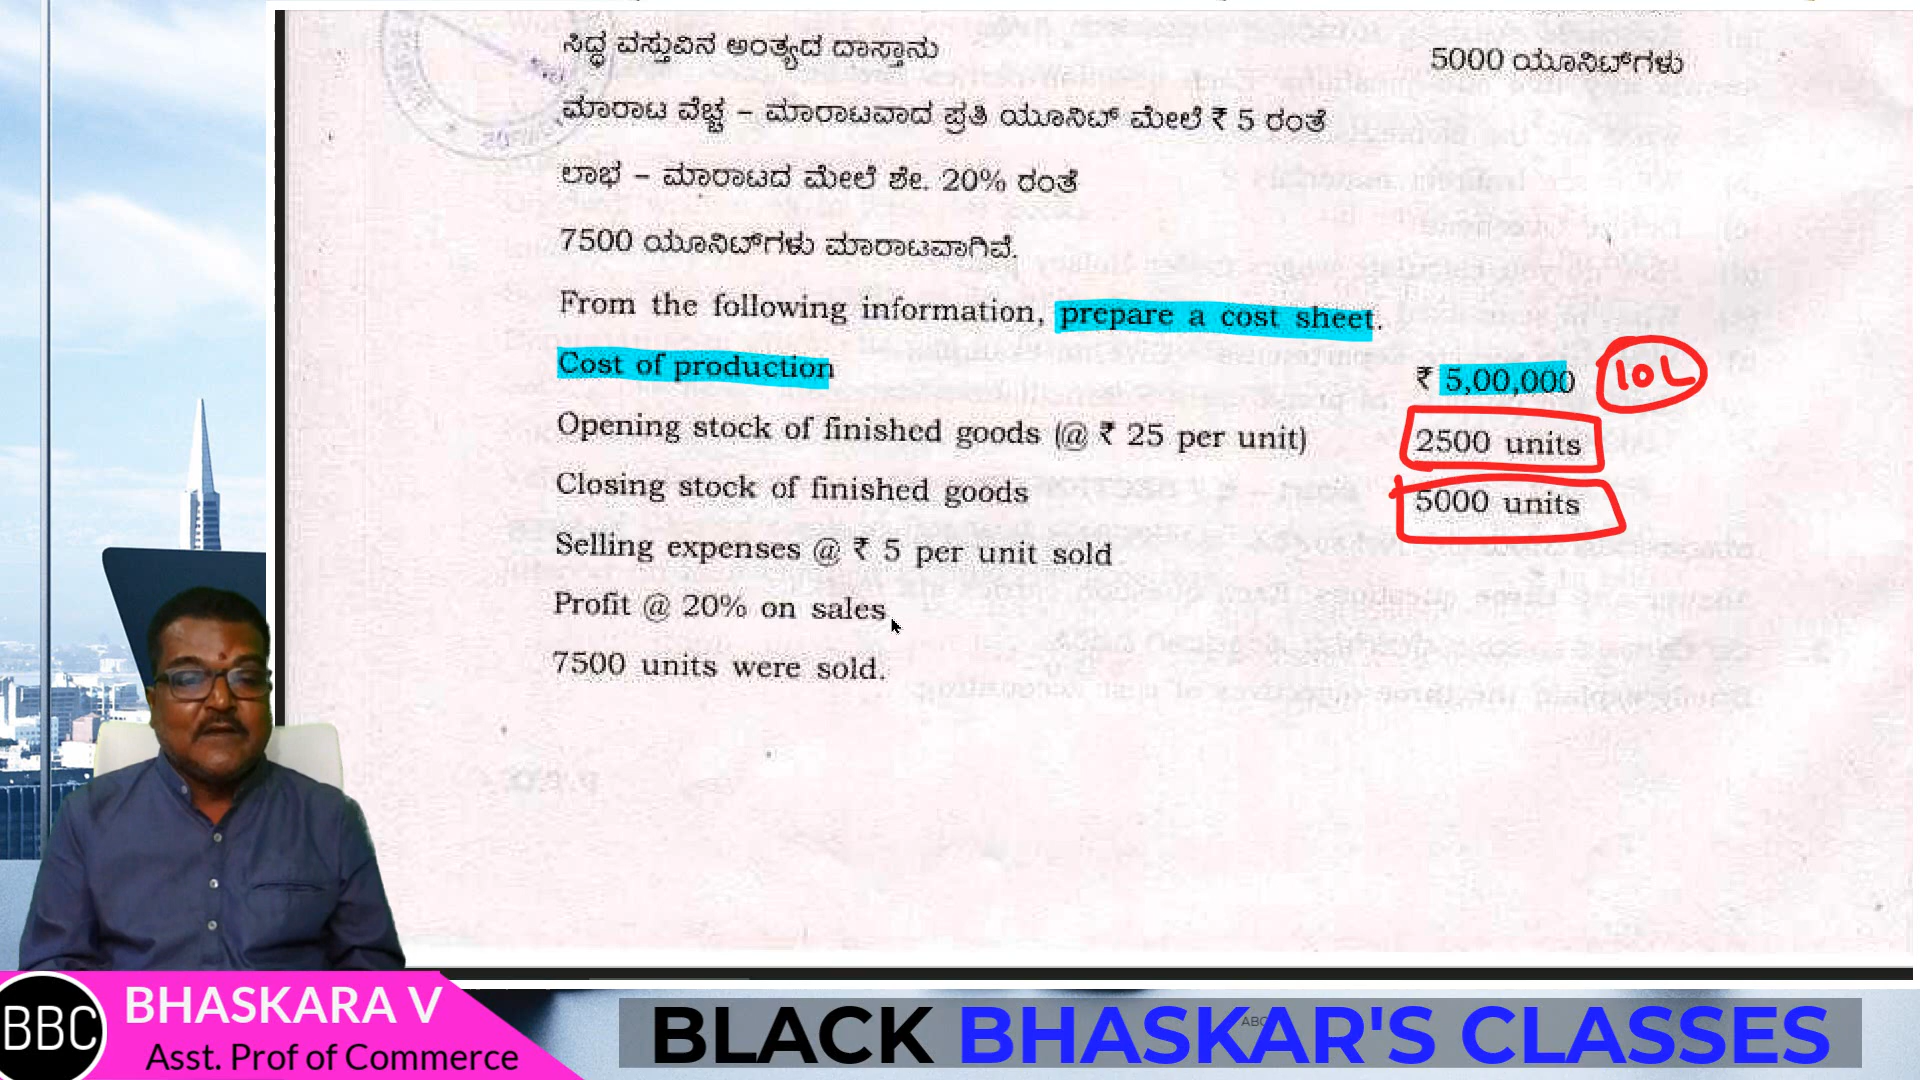 ಸಿದ್ಧ ವಸ್ತುವಿನ ಅಂತ್ಯದ ದಾಸ್ತಾನು 5000 ಯೂನಿಟ್‌ಗಳು
ಮಾರಾಟ ವೆಚ್ಚ – ಮಾರಾಟವಾದ ಪ್ರತಿ ಯೂನಿಟ್ ಮೇಲೆ ₹ 5 ರಂತೆ
ಲಾಭ – ಮಾರಾಟದ ಮೇಲೆ ಶೇ. 20% ರಂತೆ
7500 ಯೂನಿಟ್‌ಗಳು ಮಾರಾಟವಾಗಿವೆ.
From the following information, prepare a cost sheet.
Cost of production ₹ 5,00,000 10L
Opening stock of finished goods (@ ₹ 25 per unit) 2500 units
Closing stock of finished goods 5000 units
Selling expenses @ ₹ 5 per unit sold
Profit @ 20% on sales
7500 units were sold.
BBC
BHASKARA V
Asst. Prof of Commerce
BLACK BHASKAR'S CLASSES